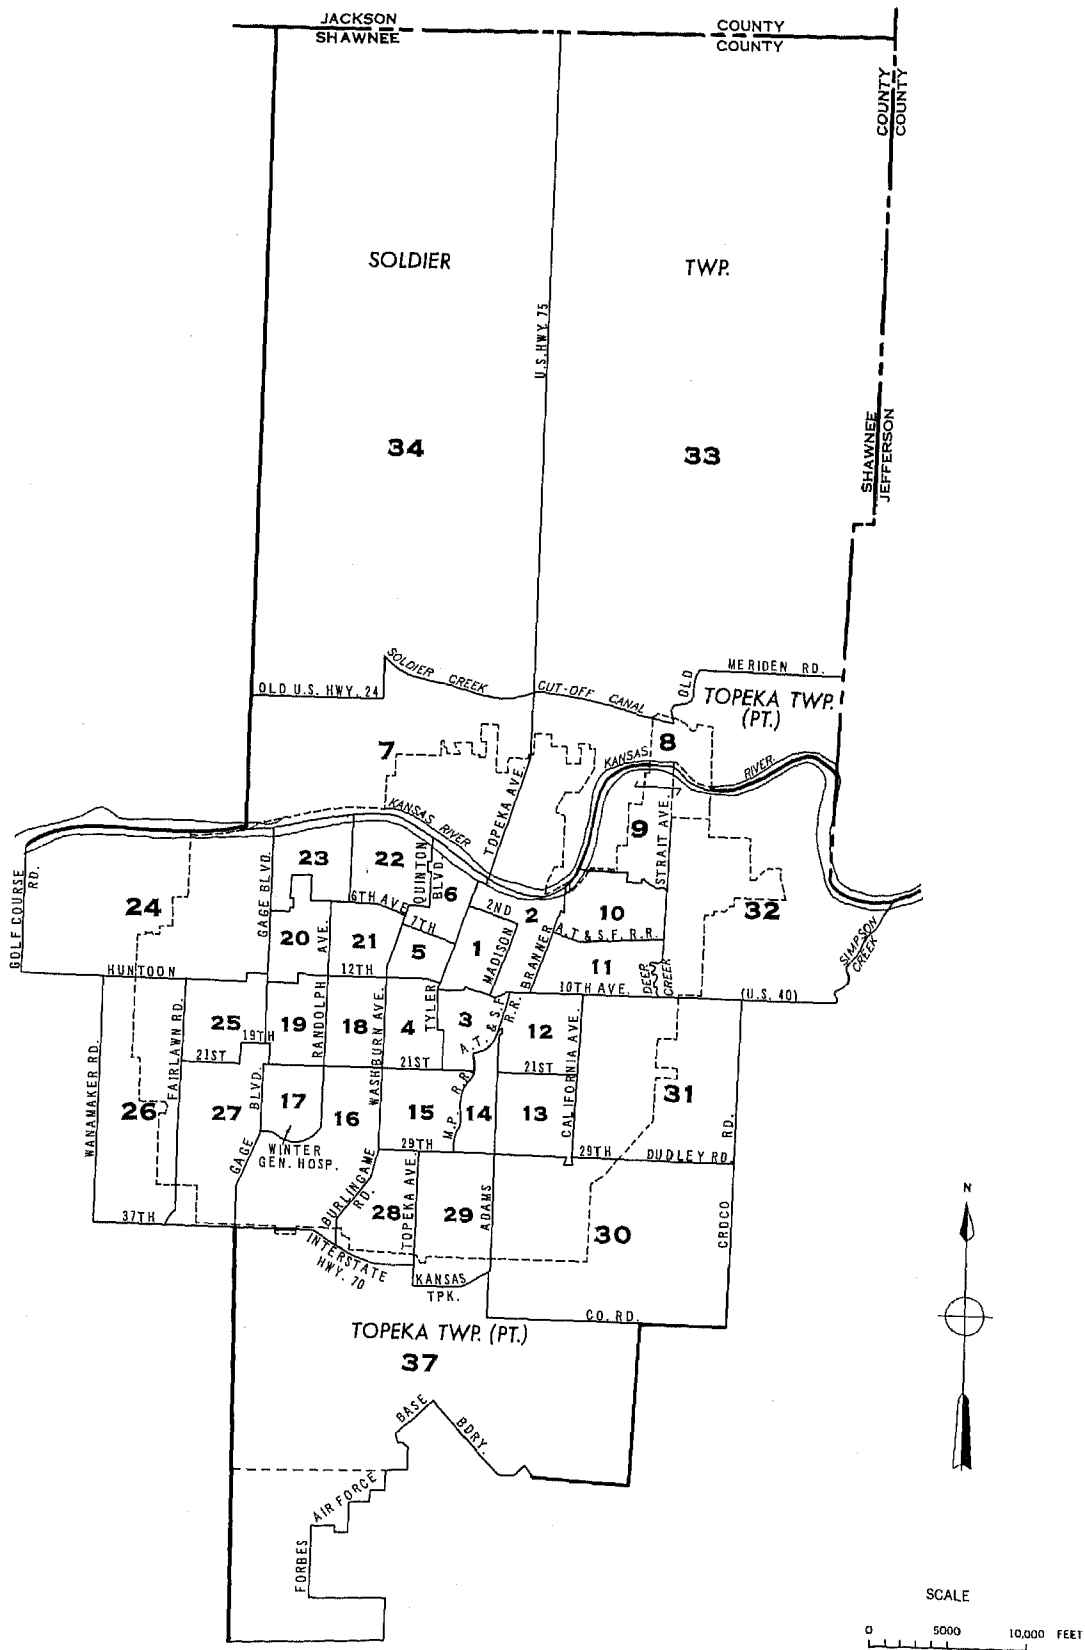 JACKSON COUNTY
SHAWNEE COUNTY
COUNTY
COUNTY
SOLDIER TWP.
U.S. HWY. 75
34
33
SHAWNEE
JEFFERSON
SOLDIER CREEK CUT-OFF CANAL
OLD MERIDEN RD.
OLD U.S. HWY. 24
TOPEKA TWP.
(PT.)
7
8
KANSAS RIVER
KANSAS RIVER
TOPEKA AVE.
9
STRAIT AVE.
GOLF COURSE RD.
24
GAGE BLVD.
23
22
QUINTON BLVD.
6
6TH AVE
7TH
2ND
2
10
32
20
RANDOLPH AVE.
21
5
1
MADISON
BRANNER
A.T. & S.F. R.R.
11
DEER CREEK
SIMPSON CREEK
HUNTOON
12TH
10TH AVE.
(U.S. 40)
WANAMAKER RD.
FAIRLAWN RD.
25
19TH
19
18
WASHBURN AVE.
4
TYLER
3
A.T. & S.F. R.R.
12
CALIFORNIA AVE.
21ST
21ST
21ST
26
27
GAGE BLVD.
17
16
15
M.P. R.R.
14
13
31
WINTER
GEN. HOSP.
29TH
29TH
DUDLEY RD.
37TH
BURLINGAME RD.
28
TOPEKA AVE
29
ADAMS
30
CROCO RD.
INTERSTATE
HWY. 70
KANSAS
TPK.
CO. RD.
TOPEKA TWP. (PT.)
37
FORBES AIR FORCE BASE BDRY.
N
SCALE
0 5000 10,000 FEET